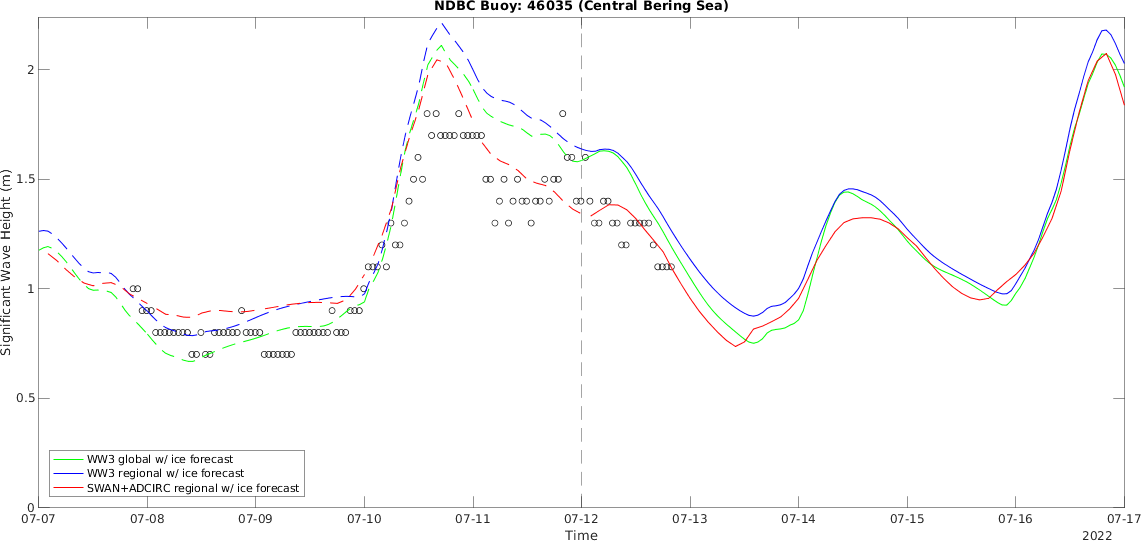 NDBC Buoy: 46035 (Central Bering Sea)
Significant Wave Height (m)
2
1.5
1
0.5
0
WW3 global w/ ice forecast
WW3 regional w/ ice forecast
SWAN+ADCIRC regional w/ ice forecast
07-07 07-08 07-09 07-10 07-11 07-12 07-13 07-14 07-15 07-16 07-17
Time
2022